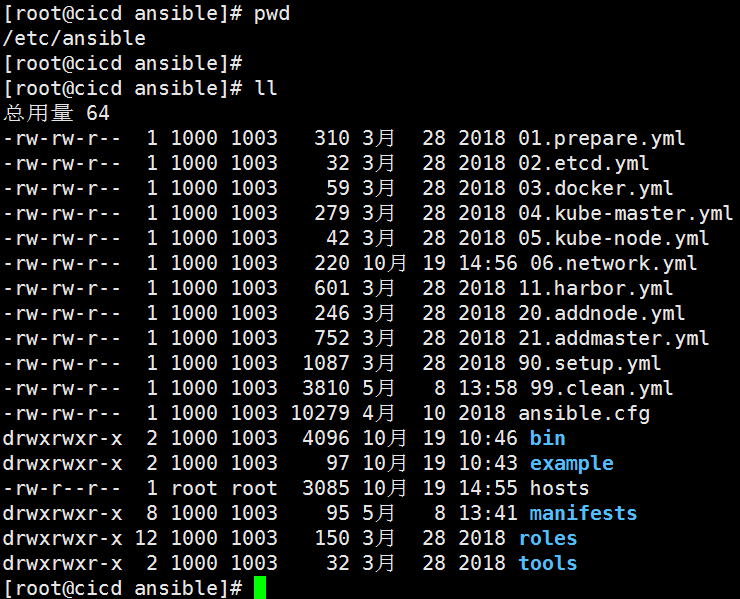 [root@cicd ansible]# pwd
/etc/ansible
[root@cicd ansible]#
[root@cicd ansible]# ll
总用量 64
-rw-rw-r--  1 1000 1003   310 3月  28 2018 01.prepare.yml
-rw-rw-r--  1 1000 1003    32 3月  28 2018 02.etcd.yml
-rw-rw-r--  1 1000 1003    59 3月  28 2018 03.docker.yml
-rw-rw-r--  1 1000 1003   279 3月  28 2018 04.kube-master.yml
-rw-rw-r--  1 1000 1003    42 3月  28 2018 05.kube-node.yml
-rw-rw-r--  1 1000 1003   220 10月 19 14:56 06.network.yml
-rw-rw-r--  1 1000 1003   601 3月  28 2018 11.harbor.yml
-rw-rw-r--  1 1000 1003   246 3月  28 2018 20.addnode.yml
-rw-rw-r--  1 1000 1003   752 3月  28 2018 21.addmaster.yml
-rw-rw-r--  1 1000 1003  1087 3月  28 2018 90.setup.yml
-rw-rw-r--  1 1000 1003  3810 5月   8 13:58 99.clean.yml
-rw-rw-r--  1 1000 1003 10279 4月  10 2018 ansible.cfg
drwxrwxr-x  2 1000 1003  4096 10月 19 10:46 bin
drwxrwxr-x  2 1000 1003    97 10月 19 10:43 example
-rw-r--r--  1 root root  3085 10月 19 14:55 hosts
drwxrwxr-x  8 1000 1003    95 5月   8 13:41 manifests
drwxrwxr-x 12 1000 1003   150 3月  28 2018 roles
drwxrwxr-x  2 1000 1003    32 3月  28 2018 tools
[root@cicd ansible]#